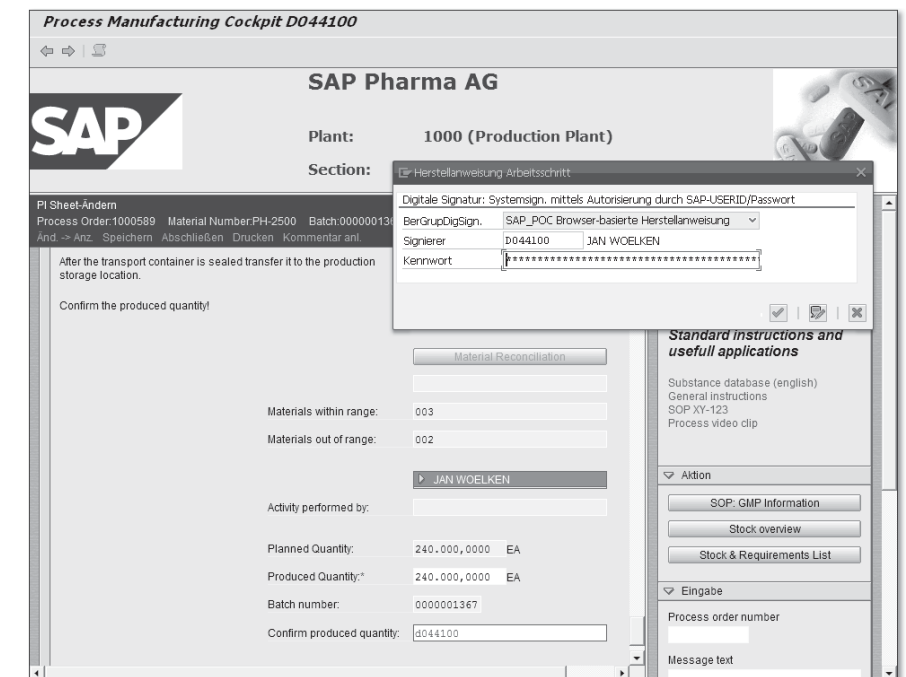 Process Manufacturing Cockpit D044100
SAP Pharma AG
SAP
Plant: 1000 (Production Plant)
Section:
Herstellanweisung Arbeitsschritt
Digitale Signatur: Systemsign. mittels Autorisierung durch SAP-USERID/Passwort
BerGrupDigSign. SAP_POC Browser-basierte Herstellanweisung
Signierer D044100 JAN WOELKEN
Kennwort ****************************************
PI Sheet-Ändern
Process Order:1000589 Material Number:PH-2500 Batch:000000136
Änd.-> Anz. Speichern Abschließen Drucken Kommentar anl.
After the transport container is sealed transfer it to the production
storage location.
Confirm the produced quantity!
Material Reconciliation
Materials within range: 003
Materials out of range: 002
JAN WOELKEN
Activity performed by:
Planned Quantity: 240.000,0000 EA
Produced Quantity:* 240.000,0000 EA
Batch number: 0000001367
Confirm produced quantity: d044100
Standard instructions and
usefull applications
Substance database (english)
General instructions
SOP XY-123
Process video clip
Aktion
SOP: GMP Information
Stock overview
Stock & Requirements List
Eingabe
Process order number
Message text